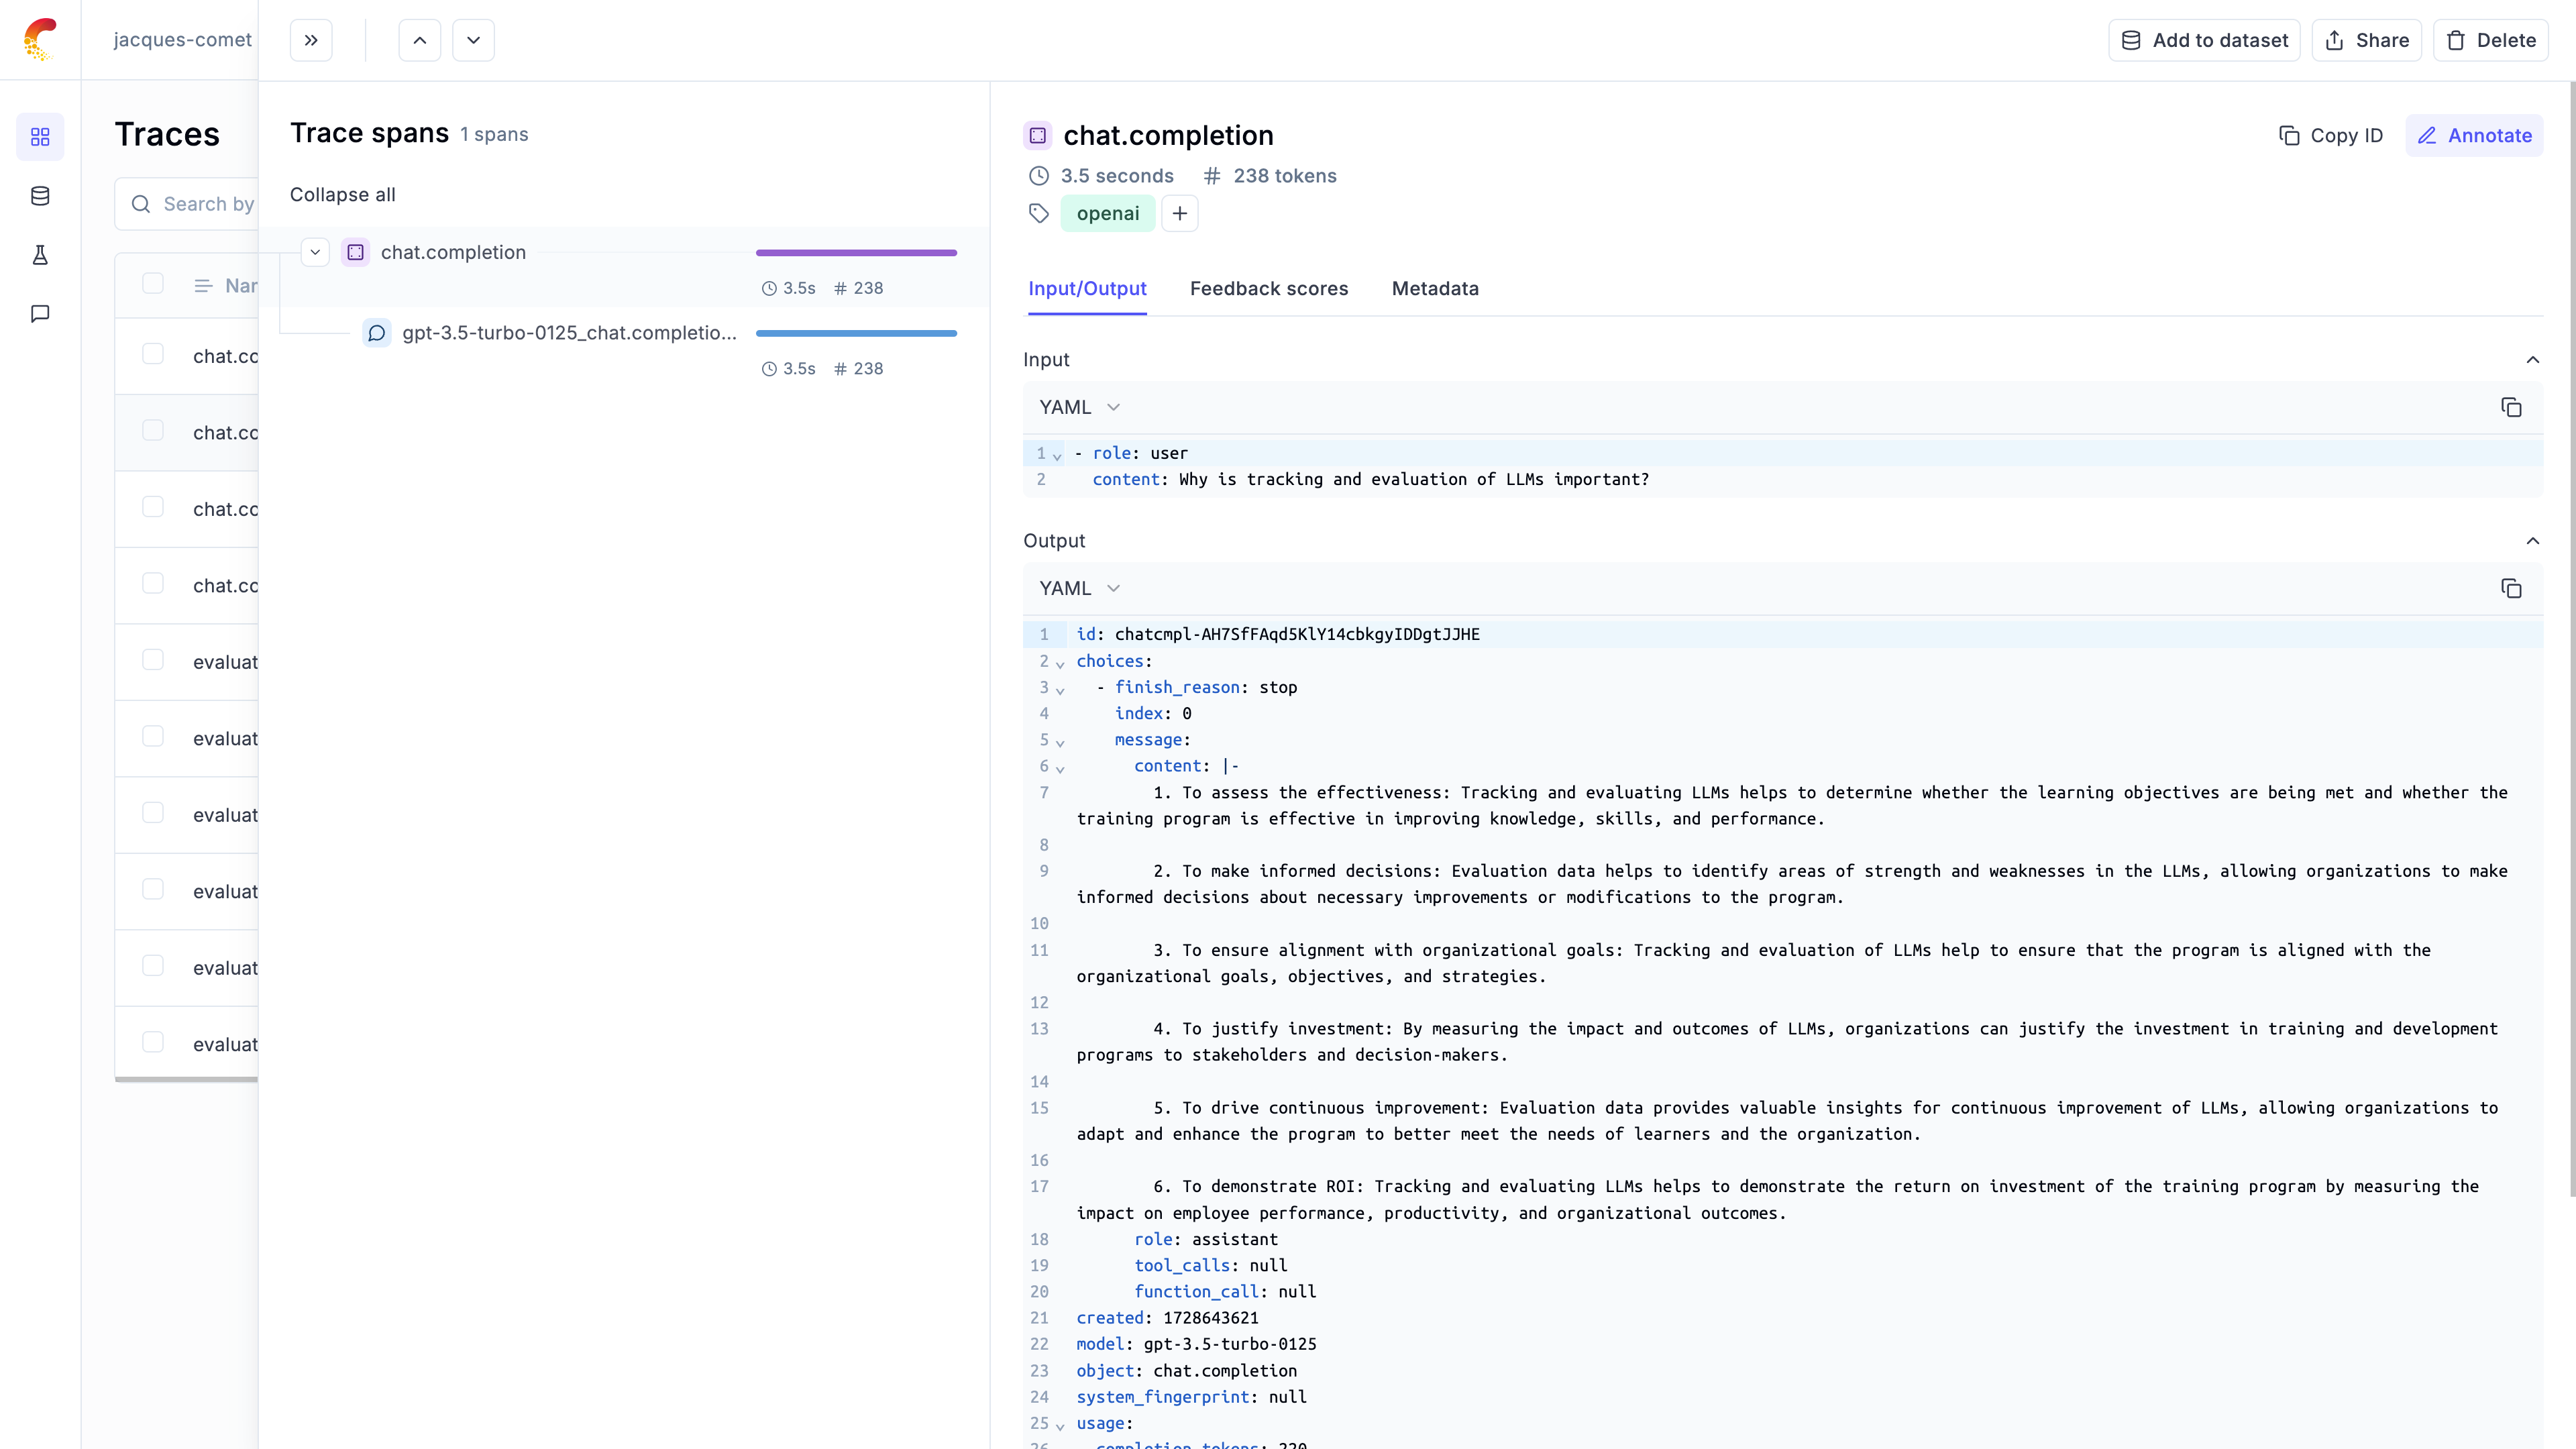 jacques-comet
Add to dataset
Share
Delete
Traces
Search by
Nar
chat.co
chat.co
chat.co
chat.co
evaluat
evaluat
evaluat
evaluat
evaluat
evaluat
Trace spans 1 spans
Collapse all
chat.completion
3.5s # 238
gpt-3.5-turbo-0125_chat.completio...
3.5s # 238
chat.completion
Copy ID
Annotate
3.5 seconds # 238 tokens
openai +
Input/Output Feedback scores Metadata
Input
YAML
1 - role: user
2 content: Why is tracking and evaluation of LLMs important?
Output
YAML
1 id: chatcmpl-AH7SfFAqd5KlY14cbkgyIDDgtJJHE
2 choices:
3 - finish_reason: stop
4 index: 0
5 message:
6 content: |-
7 1. To assess the effectiveness: Tracking and evaluating LLMs helps to determine whether the learning objectives are being met and whether the
training program is effective in improving knowledge, skills, and performance.
8
9 2. To make informed decisions: Evaluation data helps to identify areas of strength and weaknesses in the LLMs, allowing organizations to make
informed decisions about necessary improvements or modifications to the program.
10
11 3. To ensure alignment with organizational goals: Tracking and evaluation of LLMs help to ensure that the program is aligned with the
organizational goals, objectives, and strategies.
12
13 4. To justify investment: By measuring the impact and outcomes of LLMs, organizations can justify the investment in training and development
programs to stakeholders and decision-makers.
14
15 5. To drive continuous improvement: Evaluation data provides valuable insights for continuous improvement of LLMs, allowing organizations to
adapt and enhance the program to better meet the needs of learners and the organization.
16
17 6. To demonstrate ROI: Tracking and evaluating LLMs helps to demonstrate the return on investment of the training program by measuring the
impact on employee performance, productivity, and organizational outcomes.
18 role: assistant
19 tool_calls: null
20 function_call: null
21 created: 1728643621
22 model: gpt-3.5-turbo-0125
23 object: chat.completion
24 system_fingerprint: null
25 usage:
26 completion_tokens: 220